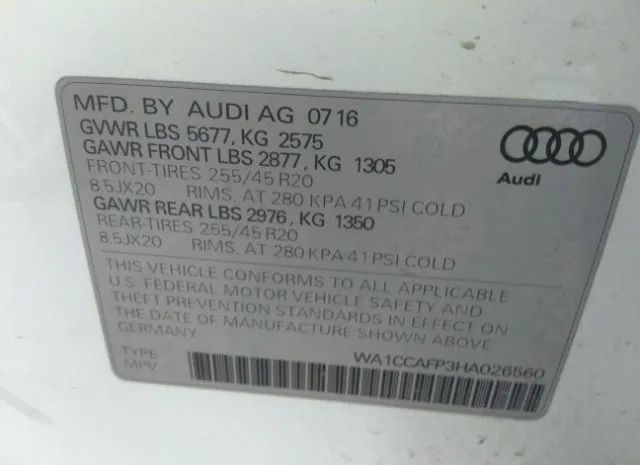 MFD. BY AUDI AG 07 16
GVWR LBS 5677, KG 2575
GAWR FRONT LBS 2877, KG 1305
FRONT-TIRES 255/45 R20
8.5JX20 RIMS, AT 280 KPA-41 PSI COLD
GAWR REAR LBS 2976, KG 1350
REAR-TIRES 255/45 R20
8.5JX20 RIMS, AT 280 KPA-41 PSI COLD
Audi
THIS VEHICLE CONFORMS TO ALL APPLICABLE
U.S. FEDERAL MOTOR VEHICLE SAFETY AND
THEFT PREVENTION STANDARDS IN EFFECT ON
THE DATE OF MANUFACTURE SHOWN ABOVE
GERMANY
TYPE
MPV
WA1CCAFP3HA026560